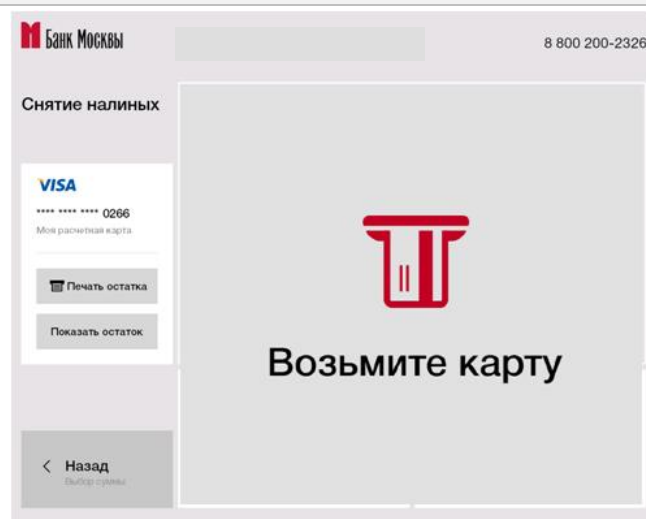 Банк Москвы
8 800 200-2326
Снятие налиных
VISA
**** **** **** 0266
Моя расчетная карта
Печать остатка
Показать остаток
Возьмите карту
Назад
Выбор суммы